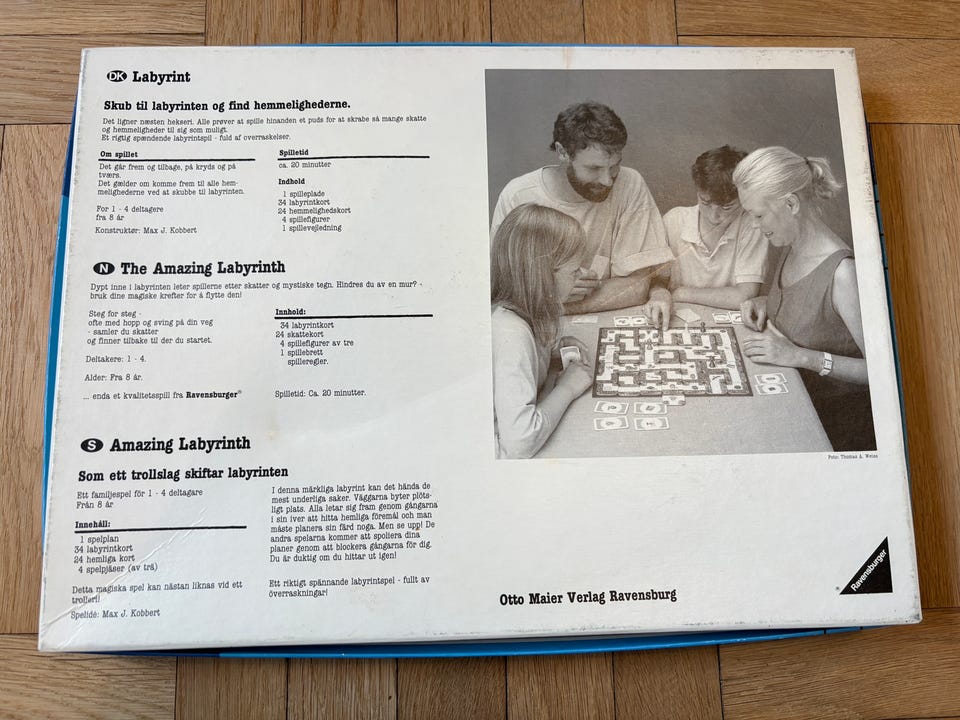 DK Labyrint
Skub til labyrinten og find hemmelighederne.
Det ligner næsten hekseri. Alle prøver at spille hinanden et puds for at skrabe så mange skatte
og hemmeligheder til sig som muligt.
Et rigtig spændende labyrintspil - fuld af overraskelser.
Om spillet
Det går frem og tilbage, på kryds og på
tværs.
Det gælder om komme frem til alle hem-
melighederne ved at skubbe til labyrinten.
For 1 - 4 deltagere
fra 8 år
Konstruktør: Max J. Kobbert
Spilletid
ca. 20 minutter
Indhold
1 spilleplade
34 labyrintkort
24 hemmelighedskort
4 spillefigurer
1 spillevejledning
N The Amazing Labyrinth
Dypt inne i labyrinten leter spillerne etter skatter og mystiske tegn. Hindres du av en mur? -
bruk dine magiske krefter for å flytte den!
Steg for steg -
ofte med hopp og sving på din veg
- samler du skatter
og finner tilbake til der du startet.
Deltakere: 1 - 4.
Alder: Fra 8 år.
... enda et kvalitetsspill fra Ravensburger®
Innhold:
34 labyrintkort
24 skattekort
4 spillefigurer av tre
1 spillebrett
spilleregler.
Spilletid: Ca. 20 minutter.
S Amazing Labyrinth
Som ett trollslag skiftar labyrinten
Ett familjespel för 1 - 4 deltagare
Från 8 år
Innehåll:
1 spelplan
34 labyrintkort
24 hemliga kort
4 spelpjäser (av trä)
Detta magiska spel kan nästan liknas vid ett
trolleri!
Spelidé: Max J. Kobbert
I denna märkliga labyrint kan det hända de
mest underliga saker. Väggarna byter plöts-
ligt plats. Alla letar sig fram genom gångarna
i sin iver att hitta hemliga föremål och man
måste planera sin färd noga. Men se upp! De
andra spelarna kommer att spoliera dina
planer genom att blockera gångarna för dig.
Du är duktig om du hittar ut igen!
Ett riktigt spännande labyrintspel - fullt av
överraskningar!
Foto: Thomas A. Weiss
Otto Maier Verlag Ravensburg
Ravensburger